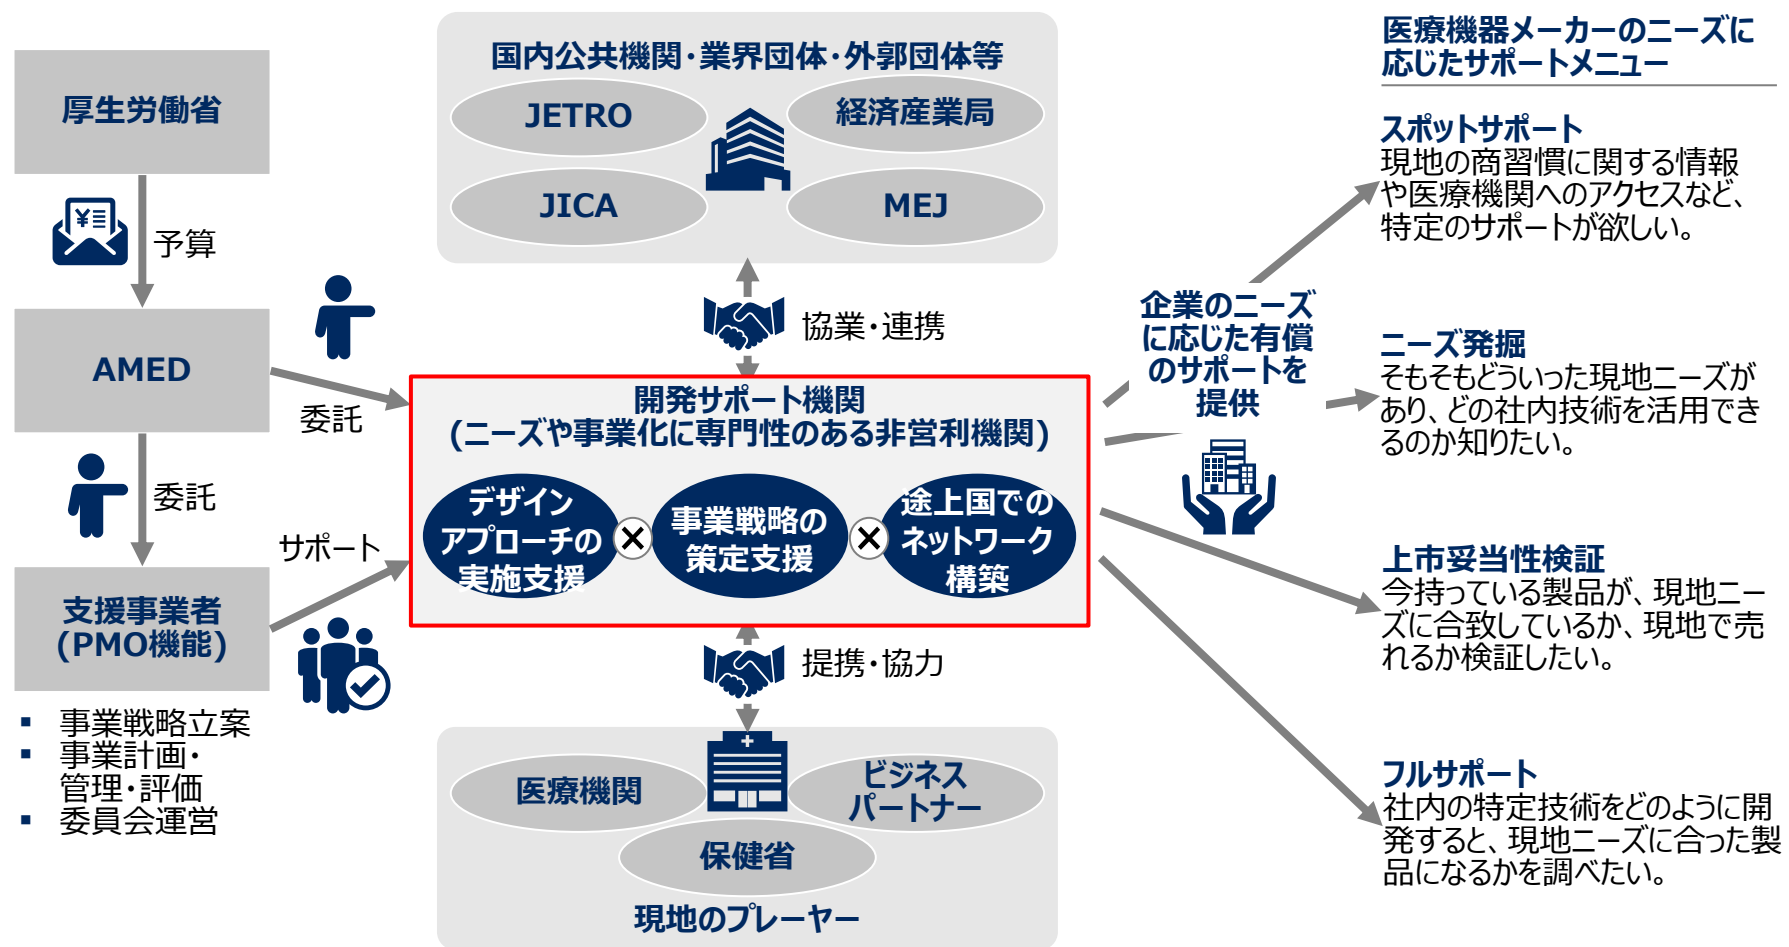 厚生労働省
予算
AMED
委託
委託
支援事業者
(PMO機能)
サポート
▪ 事業戦略立案
▪ 事業計画・
管理・評価
▪ 委員会運営
国内公共機関・業界団体・外郭団体等
JETRO
経済産業局
JICA
MEJ
協業・連携
開発サポート機関
(ニーズや事業化に専門性のある非営利機関)
デザイン
アプローチの
実施支援
×
事業戦略の
策定支援
×
途上国での
ネットワーク
構築
提携・協力
医療機関
ビジネス
パートナー
保健省
現地のプレーヤー
企業のニーズ
に応じた有償
のサポートを
提供
医療機器メーカーのニーズに
応じたサポートメニュー
スポットサポート
現地の商習慣に関する情報
や医療機関へのアクセスなど、
特定のサポートが欲しい。
ニーズ発掘
そもそもどういった現地ニーズが
あり、どの社内技術を活用でき
るのか知りたい。
上市妥当性検証
今持っている製品が、現地ニー
ズに合致しているか、現地で売
れるか検証したい。
フルサポート
社内の特定技術をどのように開
発すると、現地ニーズに合った製
品になるかを調べたい。